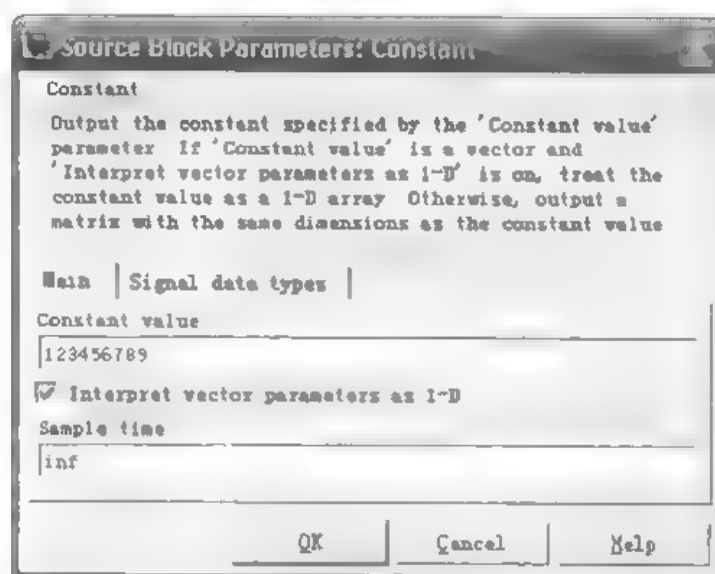 Source Block Parameters: Constant
Constant
Output the constant specified by the 'Constant value'
parameter If 'Constant value' is a vector and
'Interpret vector parameters as 1-D' is on, treat the
constant value as a 1-D array Otherwise, output a
matrix with the same dimensions as the constant value
Main
Signal data types
Constant value
123456789
Interpret vector parameters as 1-D
Sample time
inf
OK
Cancel
Help